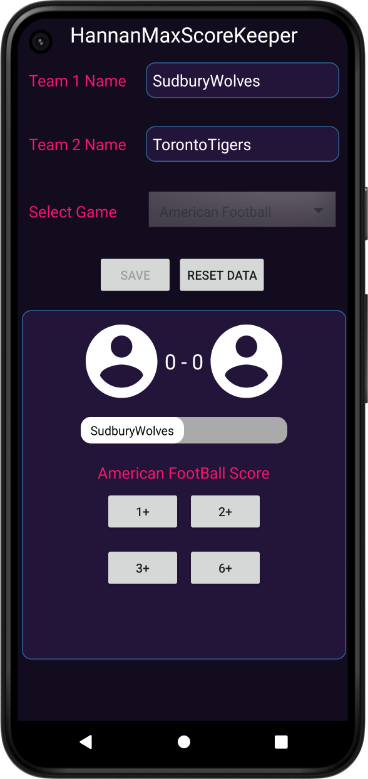 HannanMaxScoreKeeper
Team 1 Name
SudburyWolves
Team 2 Name
TorontoTigers
Select Game
American Football
SAVE
RESET DATA
0 - 0
SudburyWolves
American FootBall Score
1+
2+
3+
6+